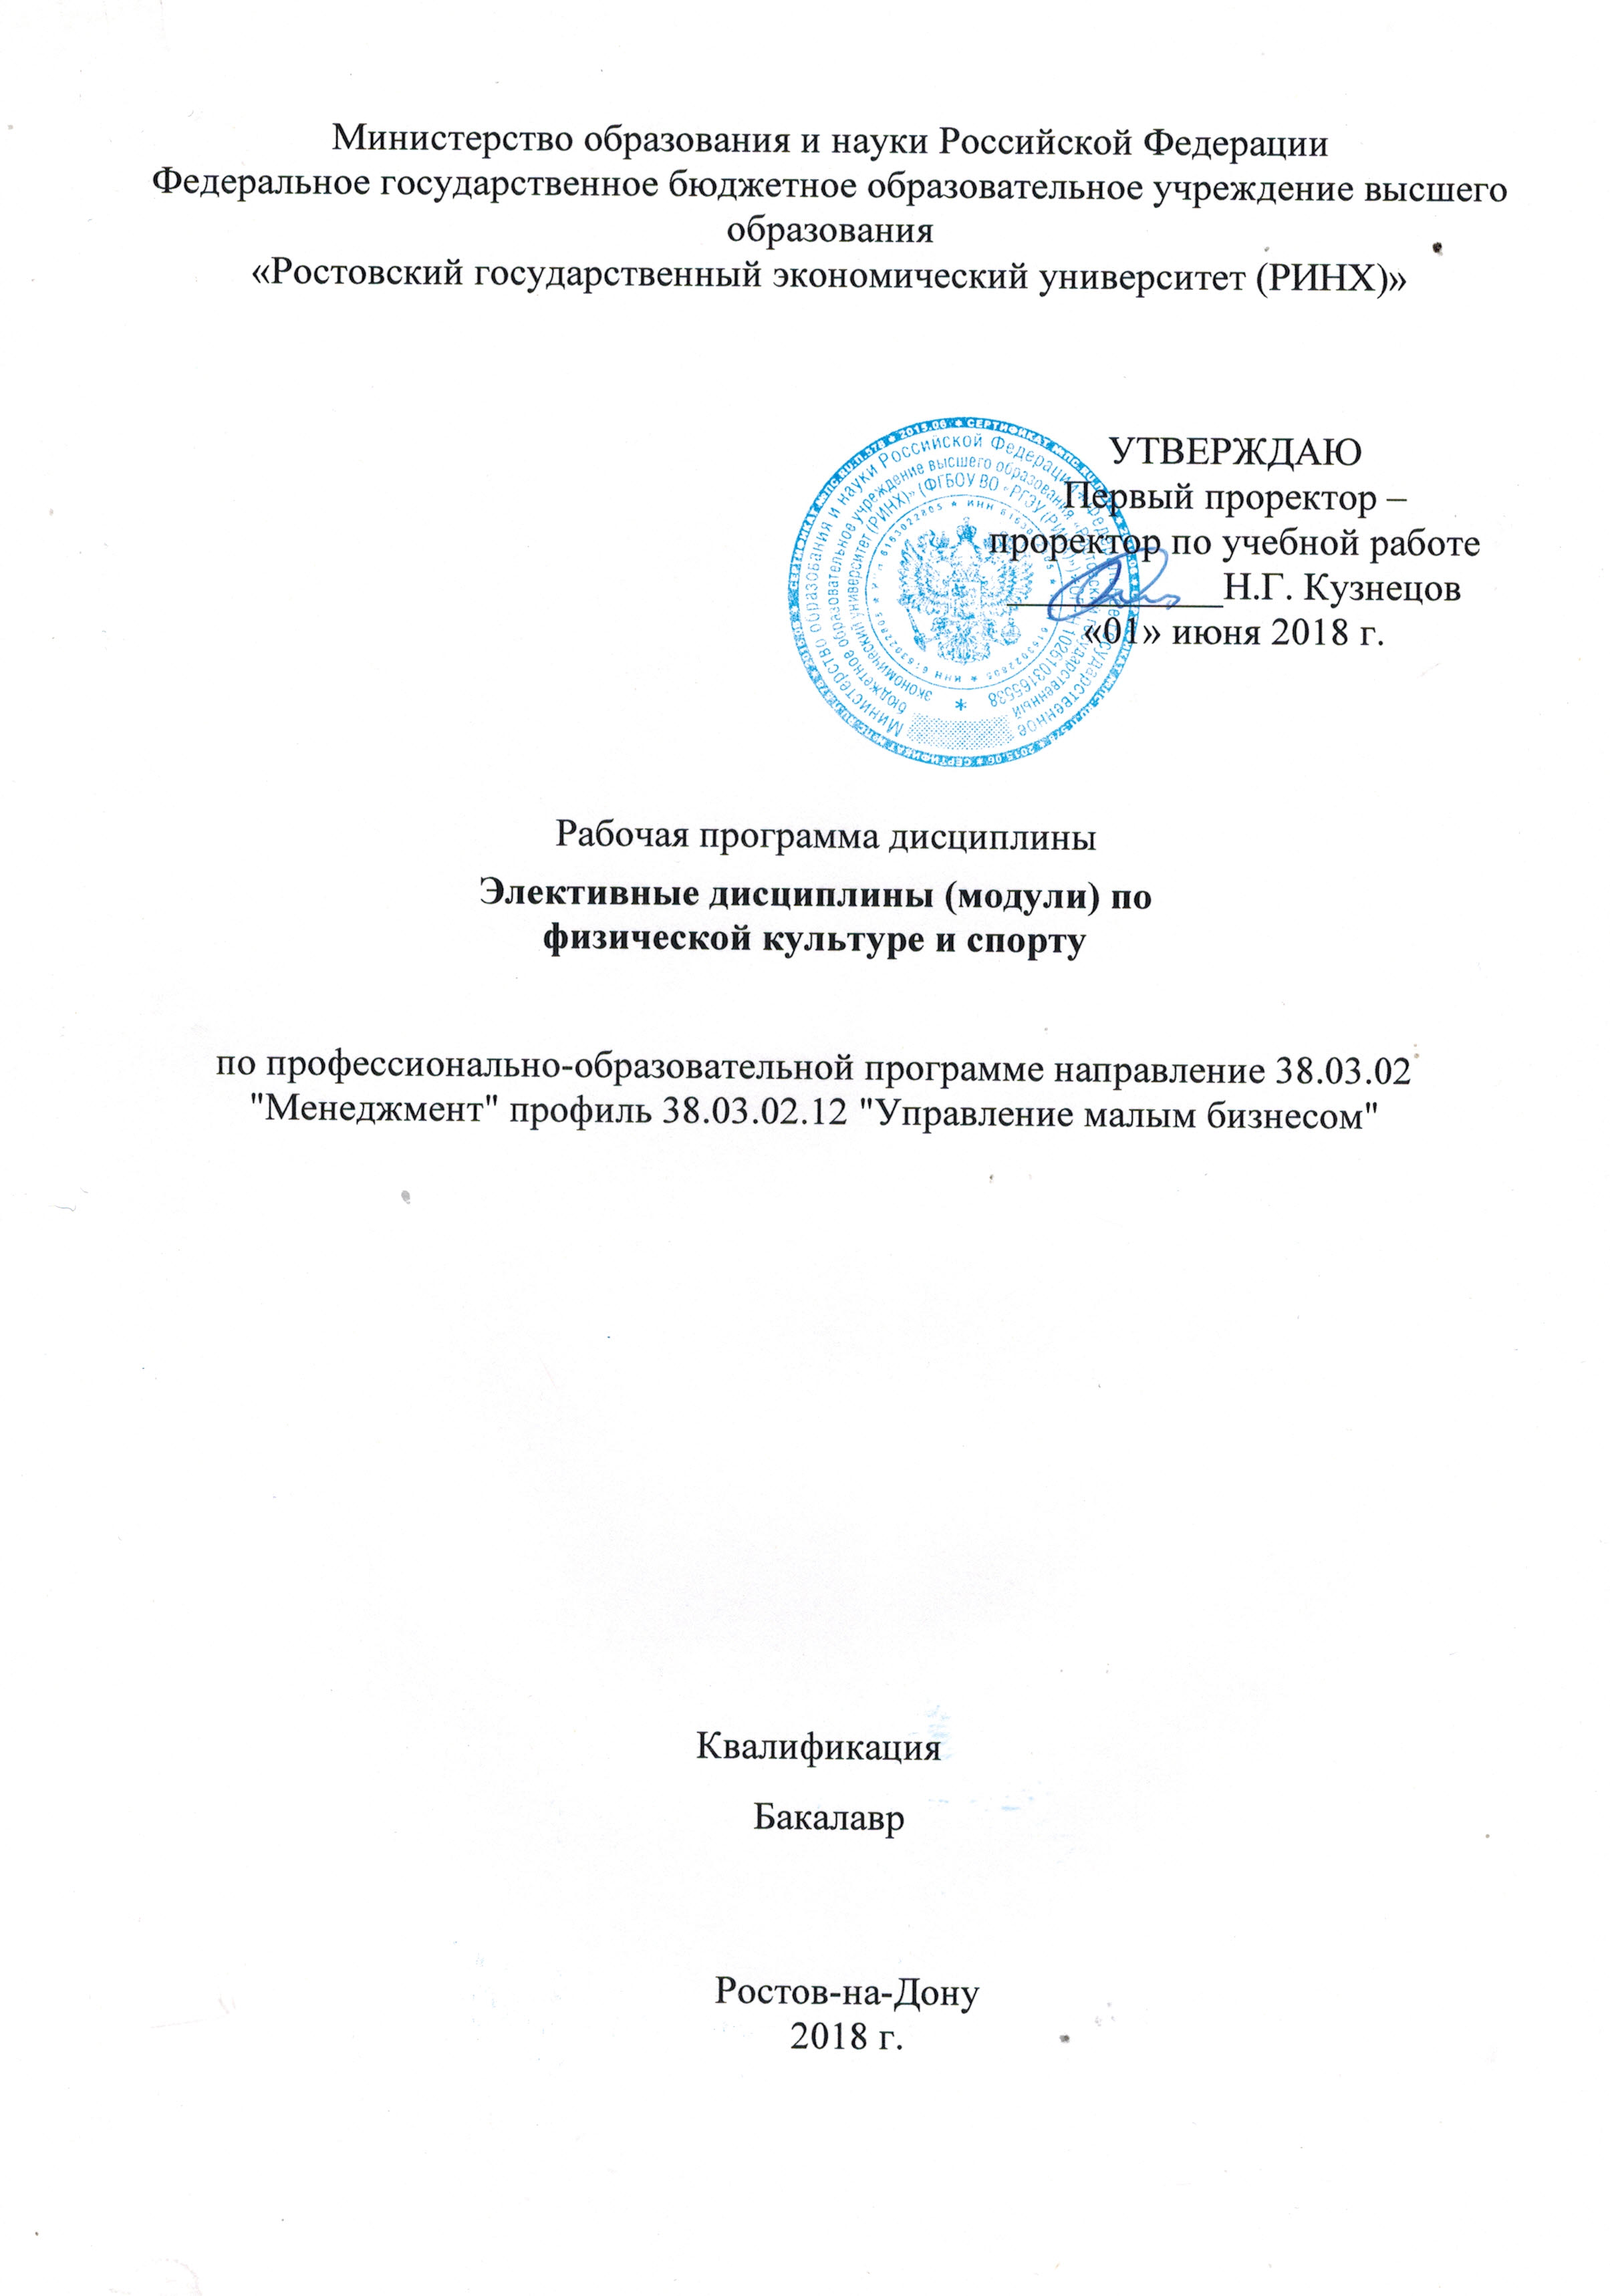 Министерство образования и науки Российской Федерации
Федеральное государственное бюджетное образовательное учреждение высшего
образования
«Ростовский государственный экономический университет (РИНХ)»
УТВЕРЖДАЮ
Первый проректор –
проректор по учебной работе
Н.Г. Кузнецов
«01» июня 2018 г.
Рабочая программа дисциплины
Элективные дисциплины (модули) по
физической культуре и спорту
по профессионально-образовательной программе направление 38.03.02
"Менеджмент" профиль 38.03.02.12 "Управление малым бизнесом"
Квалификация
Бакалавр
Ростов-на-Дону
2018 г.